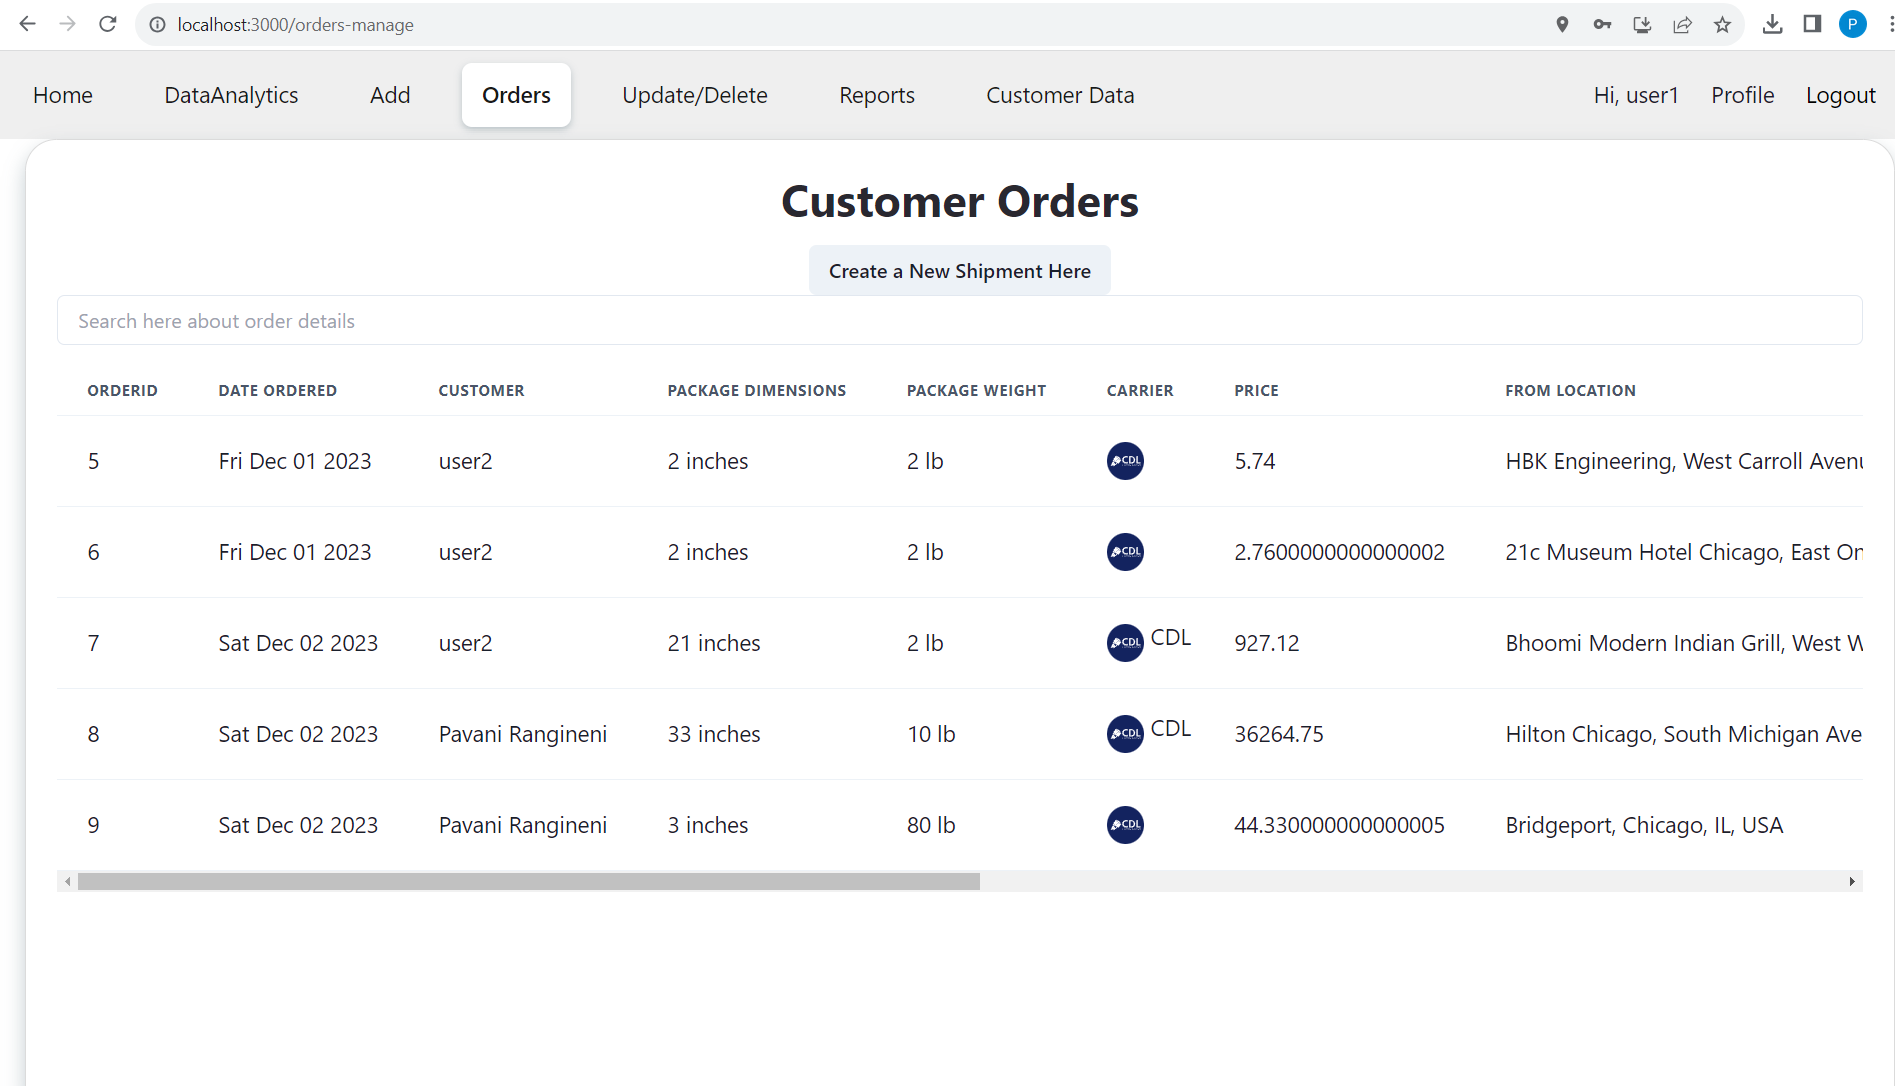 localhost:3000/orders-manage
P
Home DataAnalytics Add Orders Update/Delete Reports Customer Data Hi, user1 Profile Logout
Customer Orders
Create a New Shipment Here
Search here about order details
ORDERID DATE ORDERED CUSTOMER PACKAGE DIMENSIONS PACKAGE WEIGHT CARRIER PRICE FROM LOCATION
5 Fri Dec 01 2023 user2 2 inches 2 lb CDL 5.74 HBK Engineering, West Carroll Avenu
6 Fri Dec 01 2023 user2 2 inches 2 lb CDL 2.7600000000000002 21c Museum Hotel Chicago, East On
7 Sat Dec 02 2023 user2 21 inches 2 lb CDL CDL 927.12 Bhoomi Modern Indian Grill, West W
8 Sat Dec 02 2023 Pavani Rangineni 33 inches 10 lb CDL CDL 36264.75 Hilton Chicago, South Michigan Ave
9 Sat Dec 02 2023 Pavani Rangineni 3 inches 80 lb CDL 44.330000000000005 Bridgeport, Chicago, IL, USA